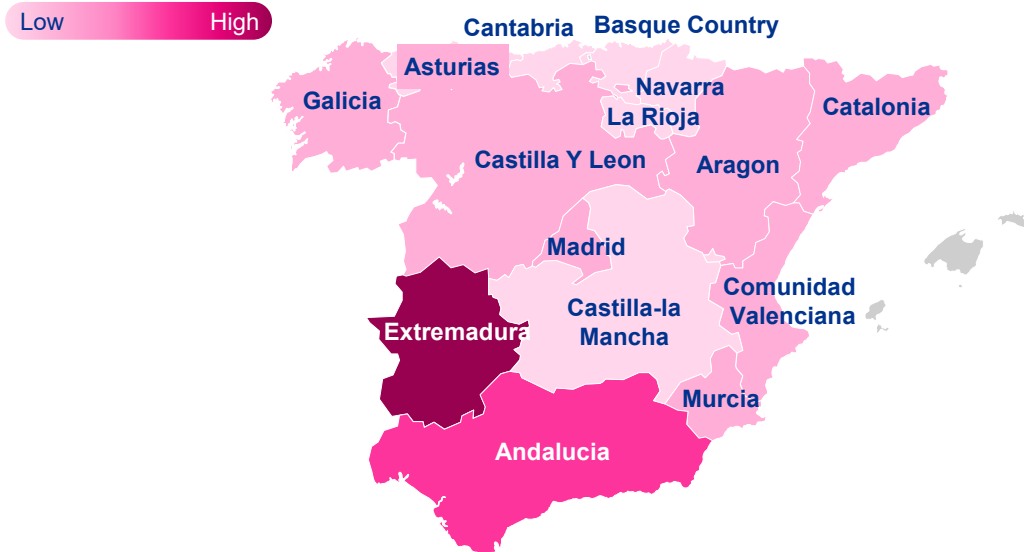 Low
High
Cantabria
Basque Country
Asturias
Navarra
Galicia
La Rioja
Catalonia
Castilla Y Leon
Aragon
Madrid
Comunidad
Valenciana
Castilla-la
Mancha
Extremadura
Murcia
Andalucia